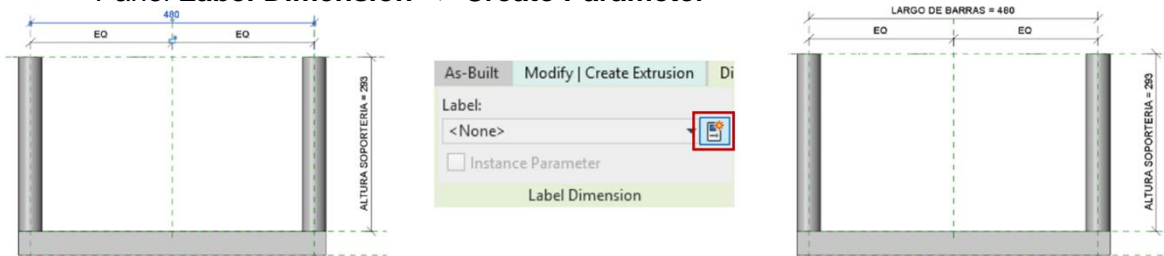 Panel Label Dimension → Create Parameter
480
EQ EQ
ALTURA SOPORTERIA = 293
As-Built Modify | Create Extrusion Di
Label:
<None>
Instance Parameter
Label Dimension
LARGO DE BARRAS = 480
EQ EQ
ALTURA SOPORTERIA = 293